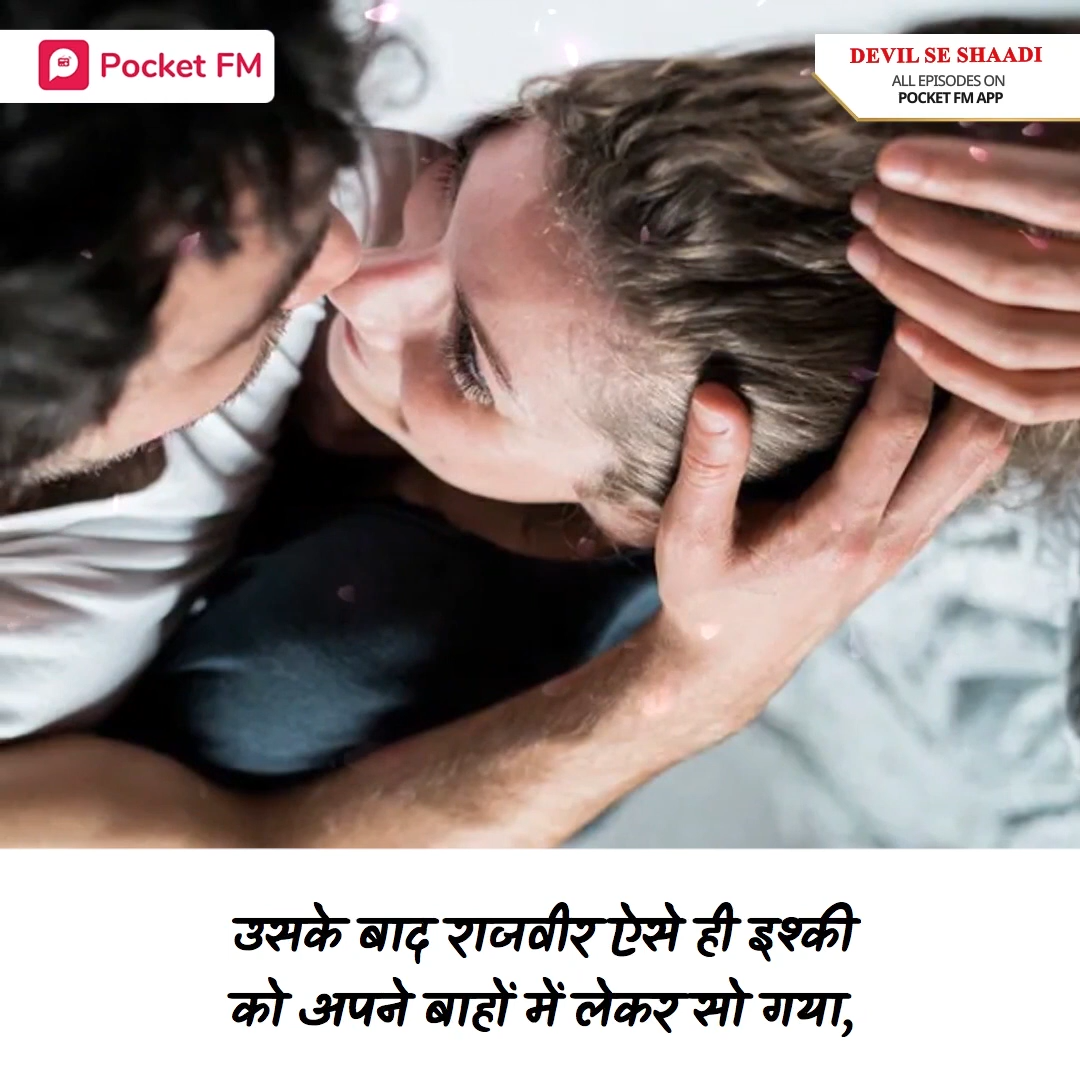 Pocket FM
DEVIL SE SHAADI
ALL EPISODES ON
POCKET FM APP
उसके बाद राजवीर ऐसे ही इश्की
को अपने बाहों में लेकर सो गया,